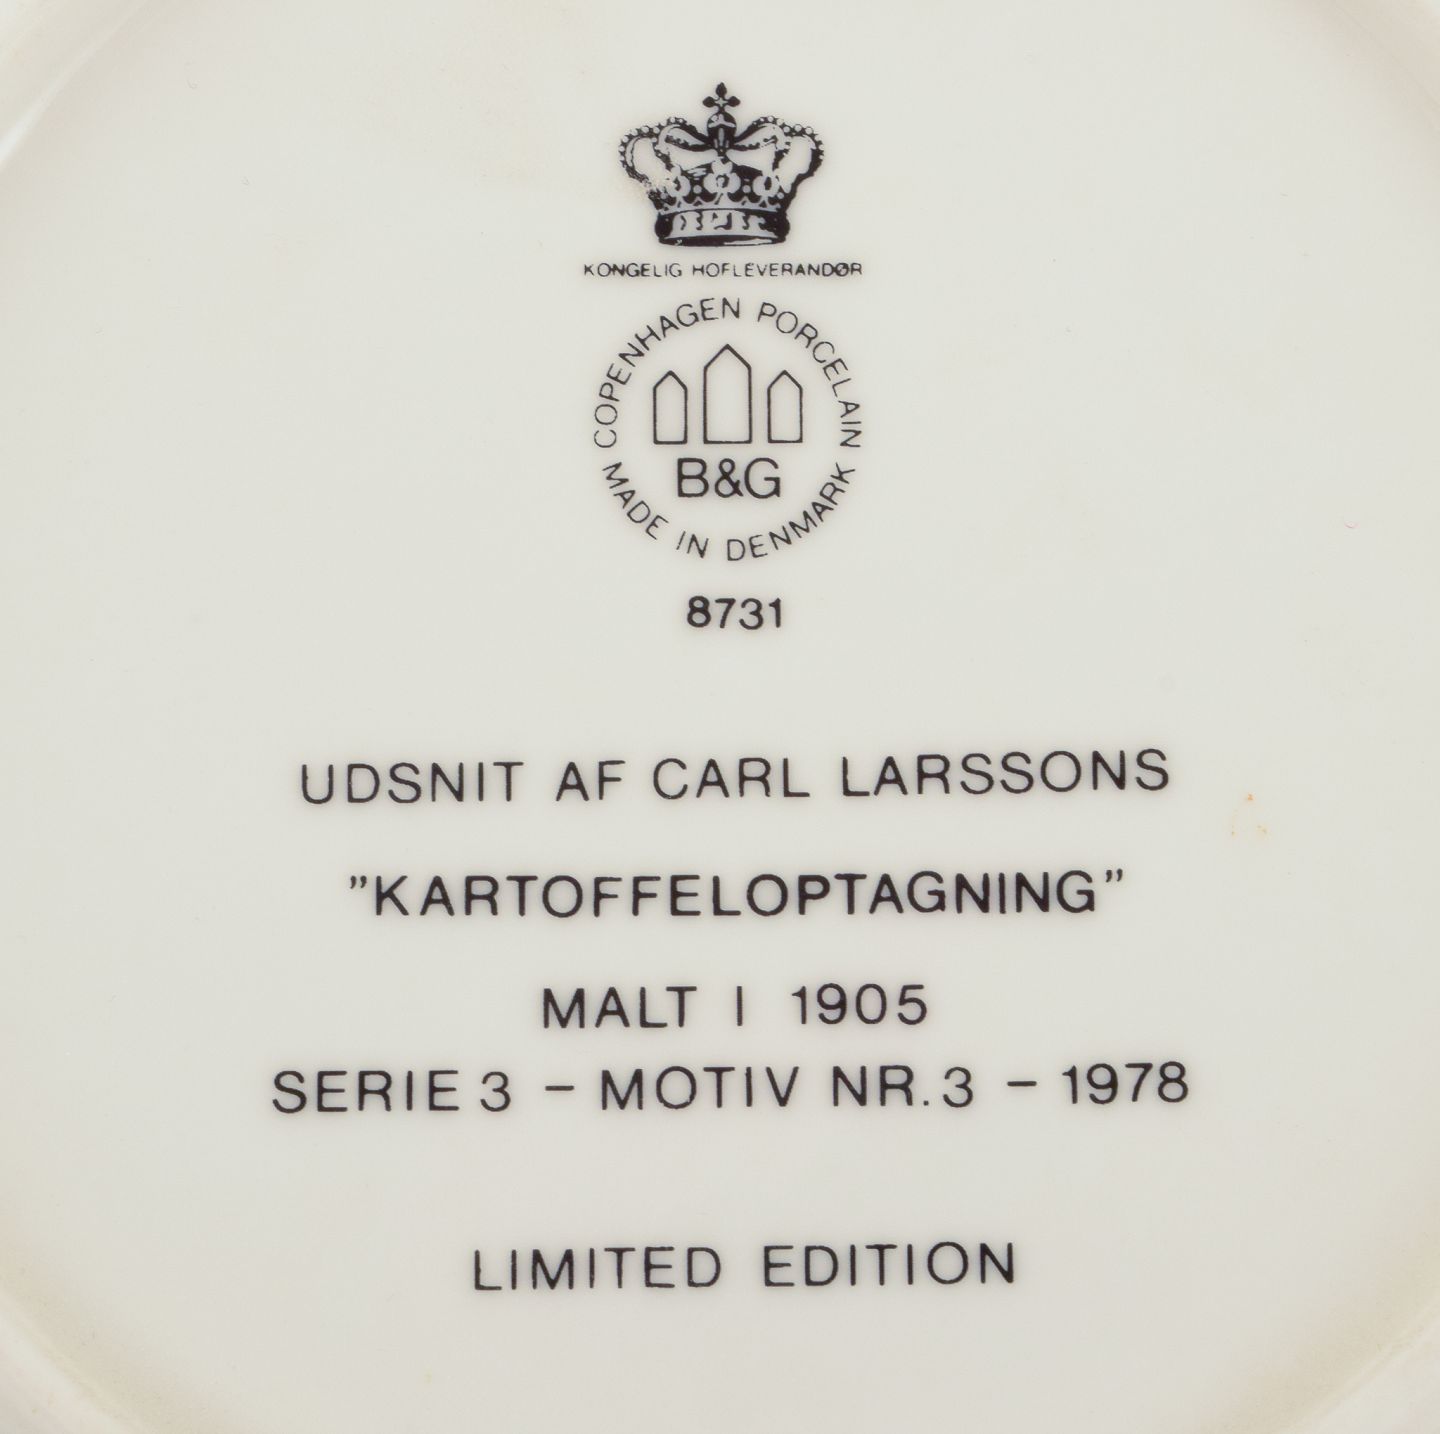 KONGELIG HOFLEVERANDØR
COPENHAGEN PORCELAIN
MADE IN DENMARK
B&G
8731
UDSNIT AF CARL LARSSONS
"KARTOFFELOPTAGNING"
MALT I 1905
SERIE 3 - MOTIV NR. 3 - 1978
LIMITED EDITION